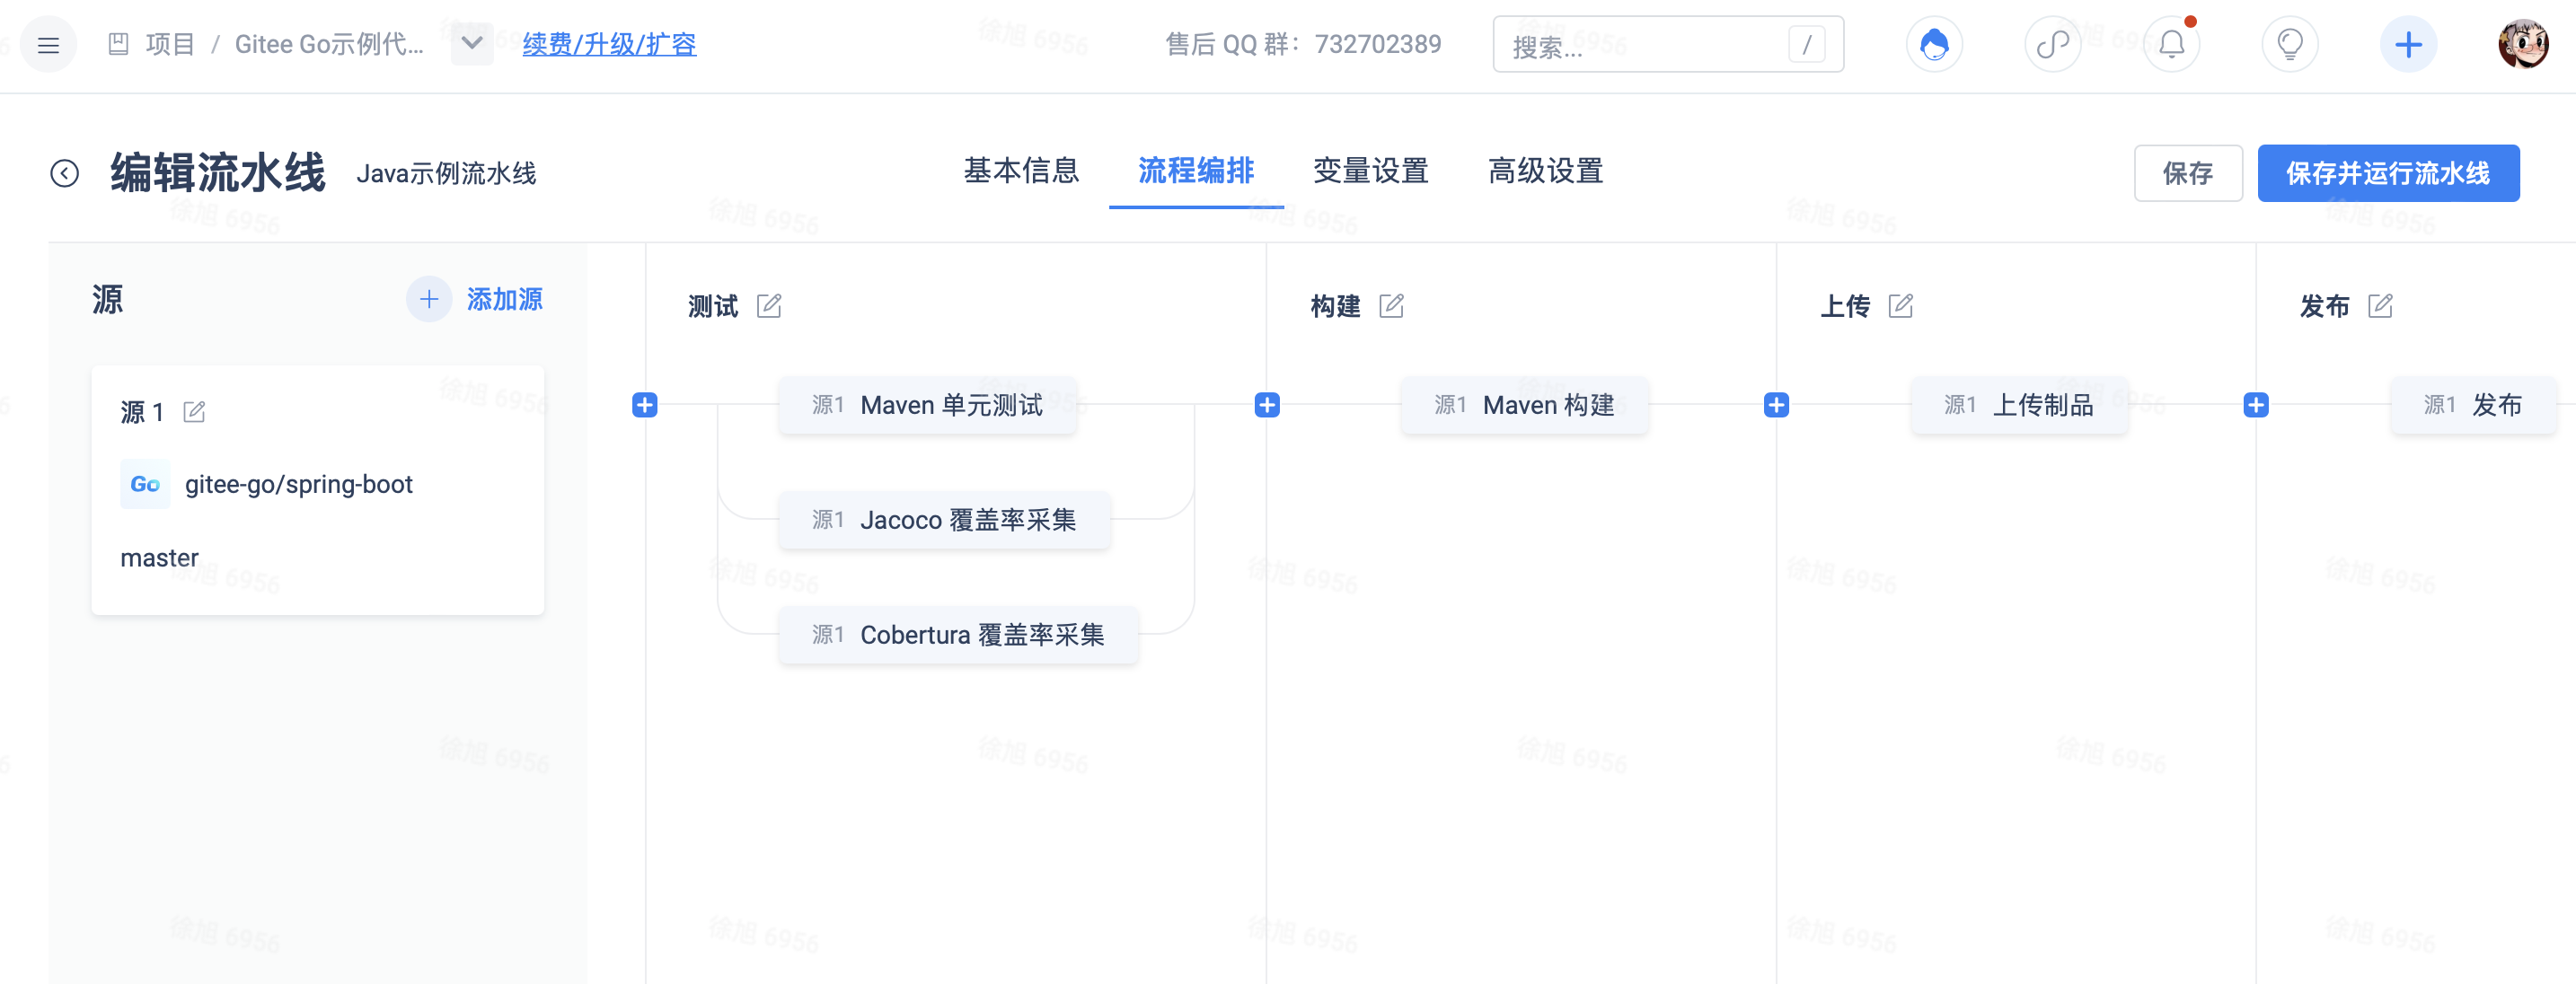 项目 / Gitee Go示例代... 续费/升级/扩容 售后 QQ 群：732702389 搜索... /
编辑流水线 Java示例流水线 基本信息 流程编排 变量设置 高级设置 保存 保存并运行流水线
源 添加源
测试 构建 上传 发布
源 1
Go gitee-go/spring-boot
master
源1 Maven 单元测试
源1 Jacoco 覆盖率采集
源1 Cobertura 覆盖率采集
源1 Maven 构建
源1 上传制品
源1 发布
徐旭 6956